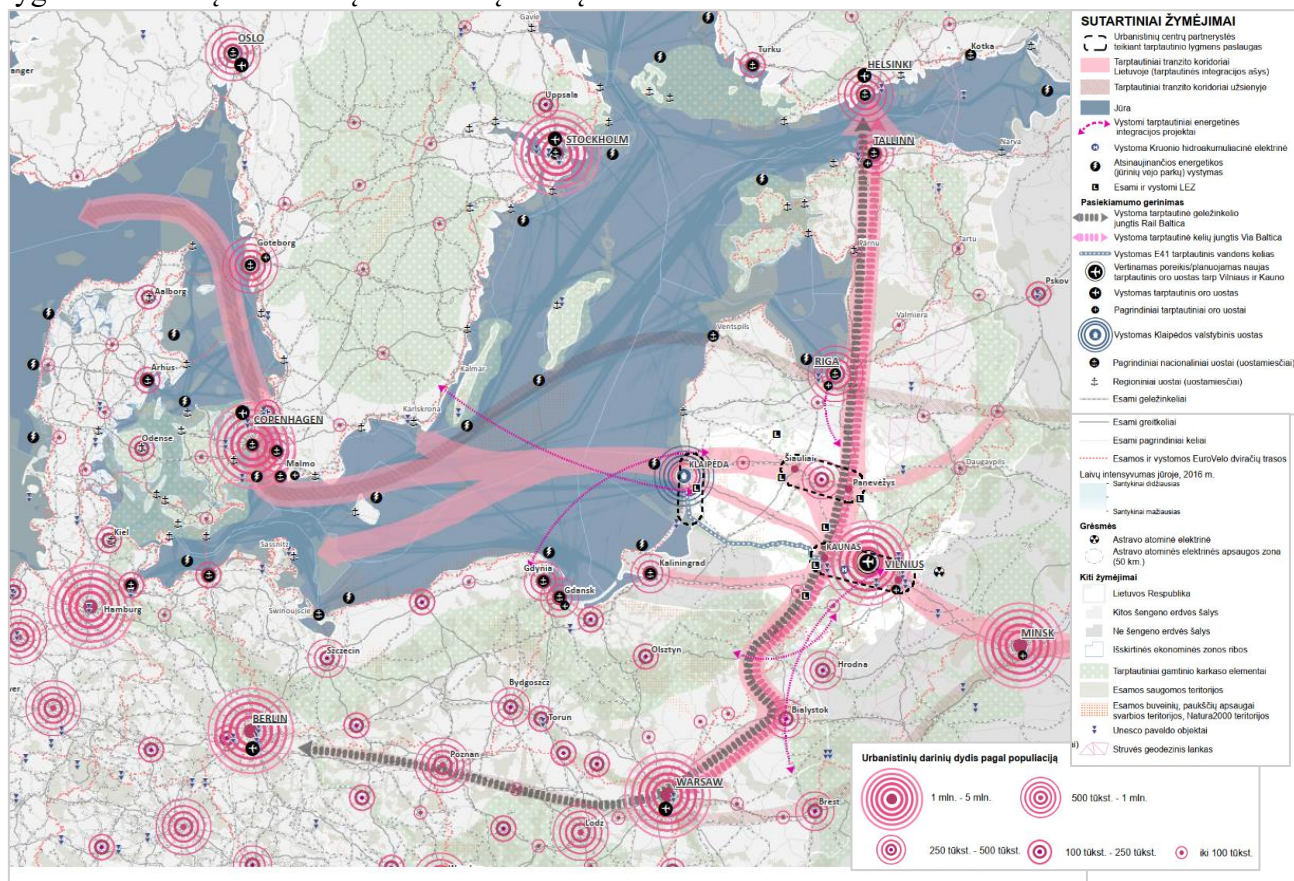 OSLO
Gävle
Turku
Kotka
HELSINKI
Uppsala
STOCKHOLM
TALLINN
Narva
Goteborg
Pärnu
Tartu
Pskov
Aalborg
Ventspils
Valmiera
Arhus
Kalmar
RIGA
Karlskrona
COPENHAGEN
Odense
Malmo
KLAIPĖDA
Šiauliai
Panevėžys
Daugavpils
Kiel
Sassnitz
KAUNAS
VILNIUS
Gdynia
Kaliningrad
Gdansk
Hamburg
Swinoujscie
MINSK
Szczecin
Olsztyn
Hrodna
Bydgoszcz
Torun
Bialystok
BERLIN
Poznan
WARSAW
Brest
Lodz
SUTARTINIAI ŽYMĖJIMAI
Urbanistinių centrų partnerystės
teikiant tarptautinio lygmens paslaugas
Tarptautiniai tranzito koridoriai
Lietuvoje (tarptautinės integracijos ašys)
Tarptautiniai tranzito koridoriai užsienyje
Jūra
Vystomi tarptautiniai energetinės
integracijos projektai
Vystoma Kruonio hidroakumuliacinė elektrinė
Atsinaujinančios energetikos
(jūrinių vėjo parkų) vystymas
L Esami ir vystomi LEZ
Pasiekiamumo gerinimas
Vystoma tarptautinė geležinkelio
jungtis Rail Baltica
Vystoma tarptautinė kelių jungtis Via Baltica
Vystomas E41 tarptautinis vandens kelias
Vertinamas poreikis/planuojamas naujas
tarptautinis oro uostas tarp Vilniaus ir Kauno
Vystomas tarptautinis oro uostas
Pagrindiniai tarptautiniai oro uostai
Vystomas Klaipėdos valstybinis uostas
Pagrindiniai nacionaliniai uostai (uostamiesčiai)
Regioniniai uostai (uostamiesčiai)
Esami geležinkeliai
Esami greitkeliai
Esami pagrindiniai keliai
Esamos ir vystomos EuroVelo dviračių trasos
Laivų intensyvumas jūroje, 2016 m.
Santykinai didžiausias
Santykinai mažiausias
Grėsmės
Astravo atominė elektrinė
Astravo atominės elektrinės apsaugos zona
(50 km.)
Kiti žymėjimai
Lietuvos Respublika
Kitos šengeno erdvės šalys
Ne šengeno erdvės šalys
Išskirtinės ekonominės zonos ribos
Tarptautiniai gamtinio karkaso elementai
Esamos saugomos teritorijos
Esamos buveinių, paukščių apsaugai
svarbios teritorijos, Natura2000 teritorijos
Unesco paveldo objektai
Struvės geodezinis lankas
Urbanistinių darinių dydis pagal populiaciją
1 mln. - 5 mln.
500 tūkst. - 1 mln.
250 tūkst. - 500 tūkst.
100 tūkst. - 250 tūkst.
iki 100 tūkst.